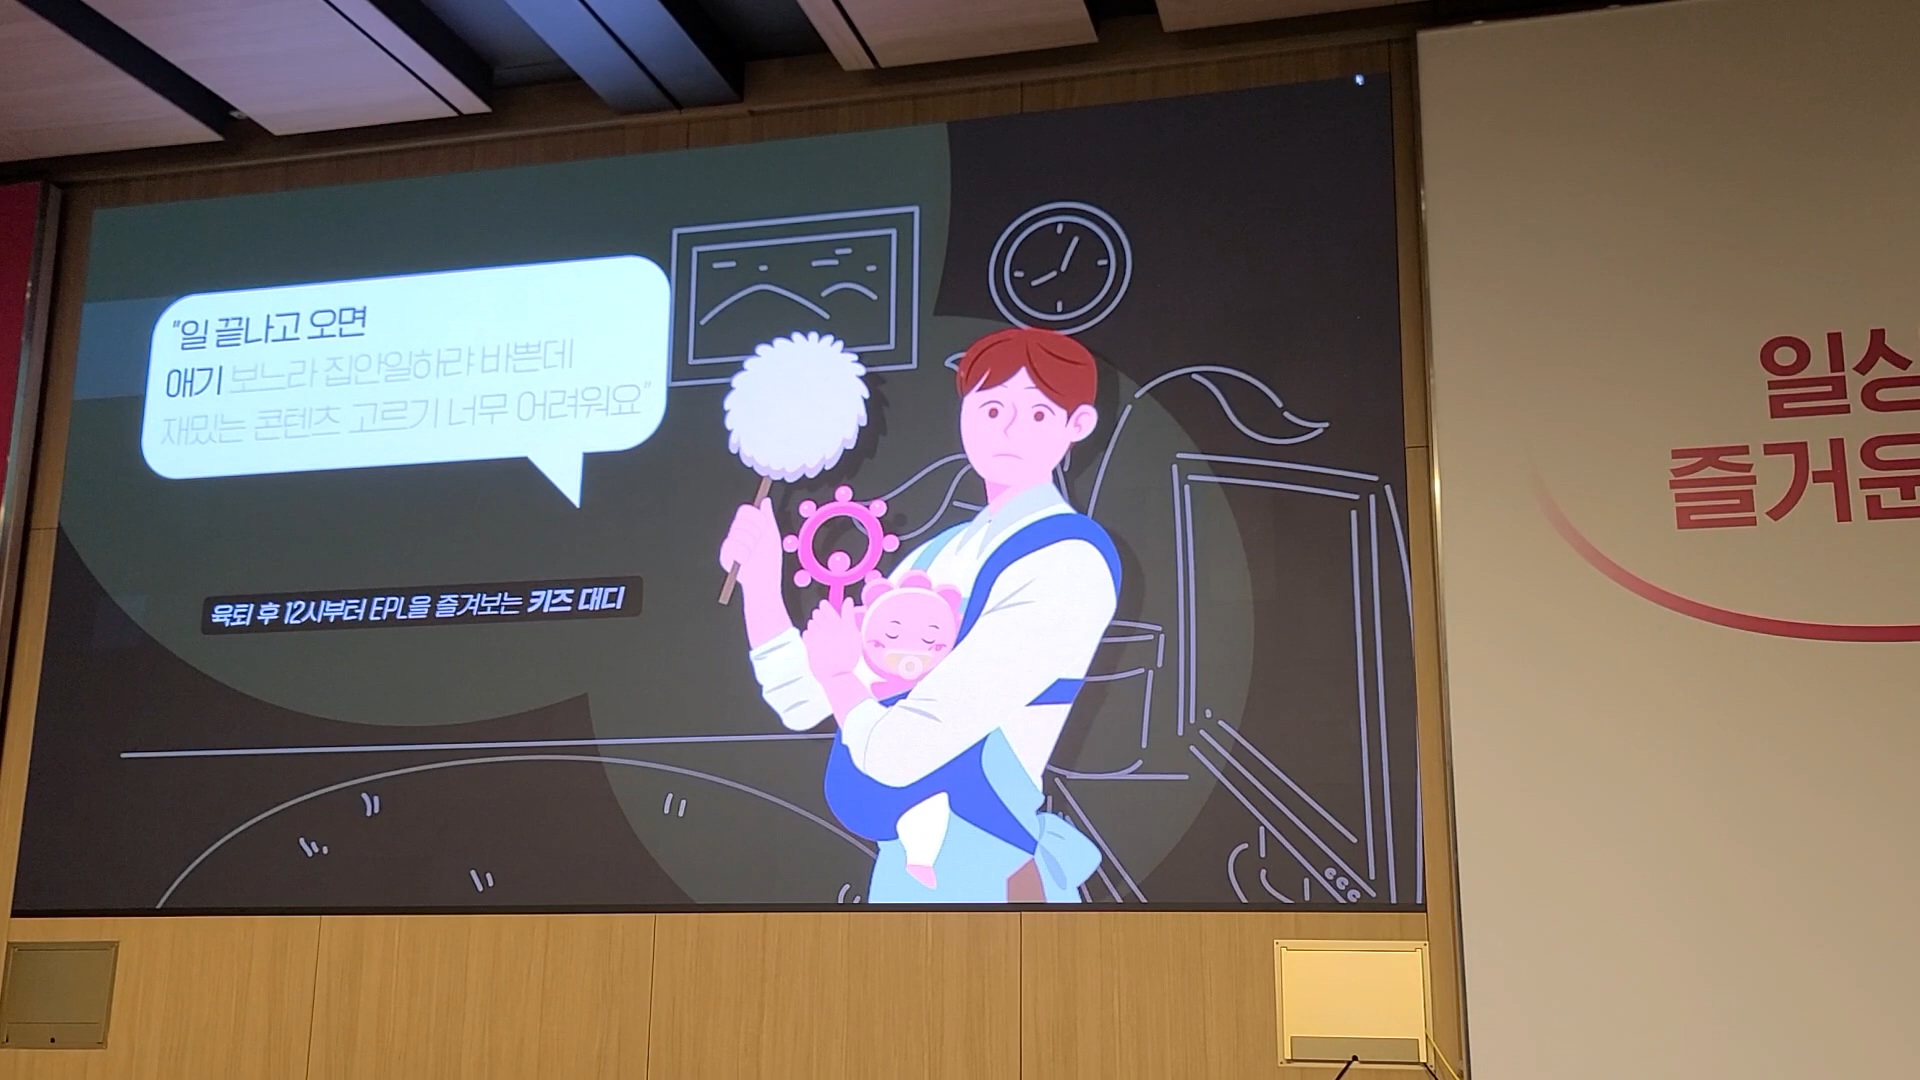 "일 끝나고 오면
애기 보느라 집안일하랴 바쁜데
재밌는 콘텐츠 고르기 너무 어려워요"
육퇴 후 12시부터 EPL을 즐겨보는 키즈 대디
일상
즐거운